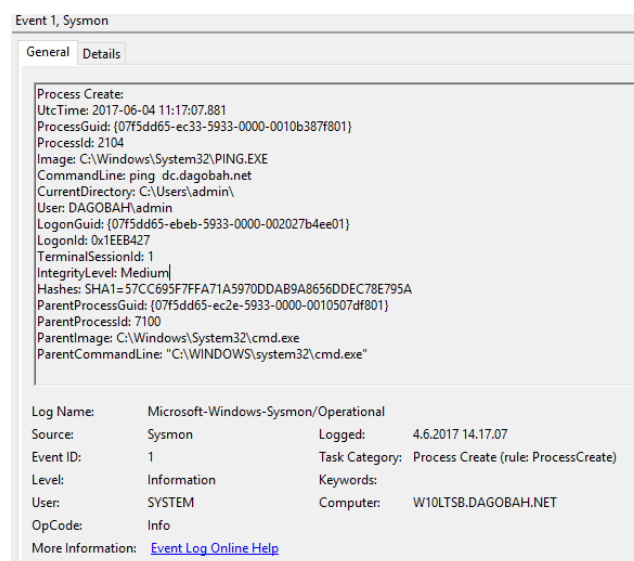 Event 1, Sysmon
General Details
Process Create:
UtcTime: 2017-06-04 11:17:07.881
ProcessGuid: {07f5dd65-ec33-5933-0000-0010b387f801}
ProcessId: 2104
Image: C:\Windows\System32\PING.EXE
CommandLine: ping  dc.dagobah.net
CurrentDirectory: C:\Users\admin\
User: DAGOBAH\admin
LogonGuid: {07f5dd65-ebeb-5933-0000-002027b4ee01}
LogonId: 0x1EEB427
TerminalSessionId: 1
IntegrityLevel: Medium
Hashes: SHA1=57CC695F7FFA71A5970DDAB9A8656DDEC78E795A
ParentProcessGuid: {07f5dd65-ec2e-5933-0000-0010507df801}
ParentProcessId: 7100
ParentImage: C:\Windows\System32\cmd.exe
ParentCommandLine: "C:\WINDOWS\system32\cmd.exe"
Log Name: Microsoft-Windows-Sysmon/Operational
Source: Sysmon Logged: 4.6.2017 14.17.07
Event ID: 1 Task Category: Process Create (rule: ProcessCreate)
Level: Information Keywords:
User: SYSTEM Computer: W10LTSB.DAGOBAH.NET
OpCode: Info
More Information: Event Log Online Help